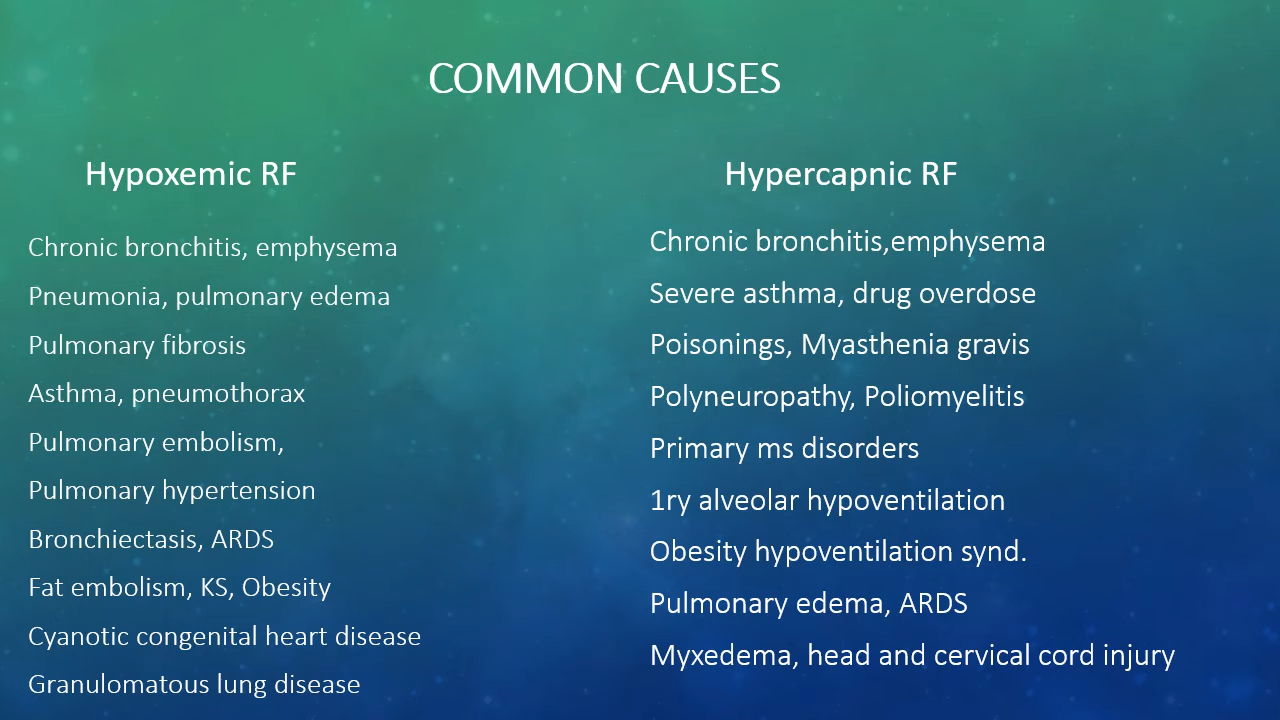 COMMON CAUSES
Hypoxemic RF
Chronic bronchitis, emphysema
Pneumonia, pulmonary edema
Pulmonary fibrosis
Asthma, pneumothorax
Pulmonary embolism,
Pulmonary hypertension
Bronchiectasis, ARDS
Fat embolism, KS, Obesity
Cyanotic congenital heart disease
Granulomatous lung disease
Hypercapnic RF
Chronic bronchitis,emphysema
Severe asthma, drug overdose
Poisonings, Myasthenia gravis
Polyneuropathy, Poliomyelitis
Primary ms disorders
1ry alveolar hypoventilation
Obesity hypoventilation synd.
Pulmonary edema, ARDS
Myxedema, head and cervical cord injury